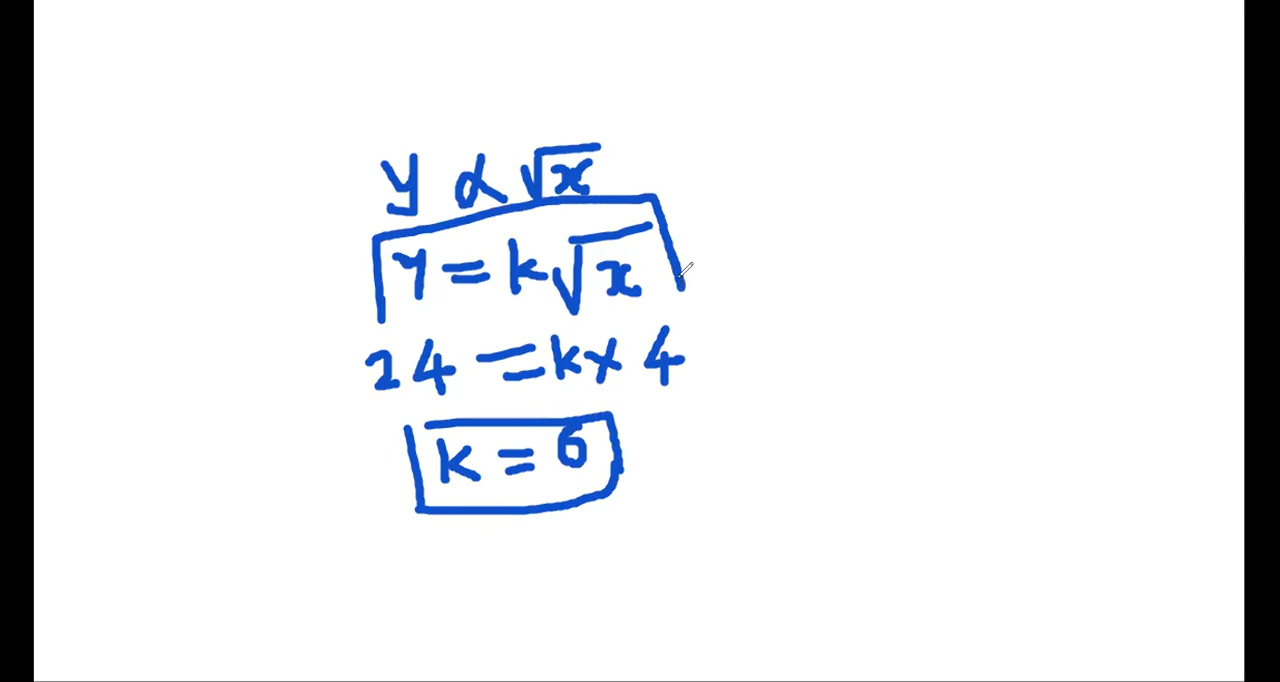 y ∝ √x
y = k√x
24 = k × 4
k = 6